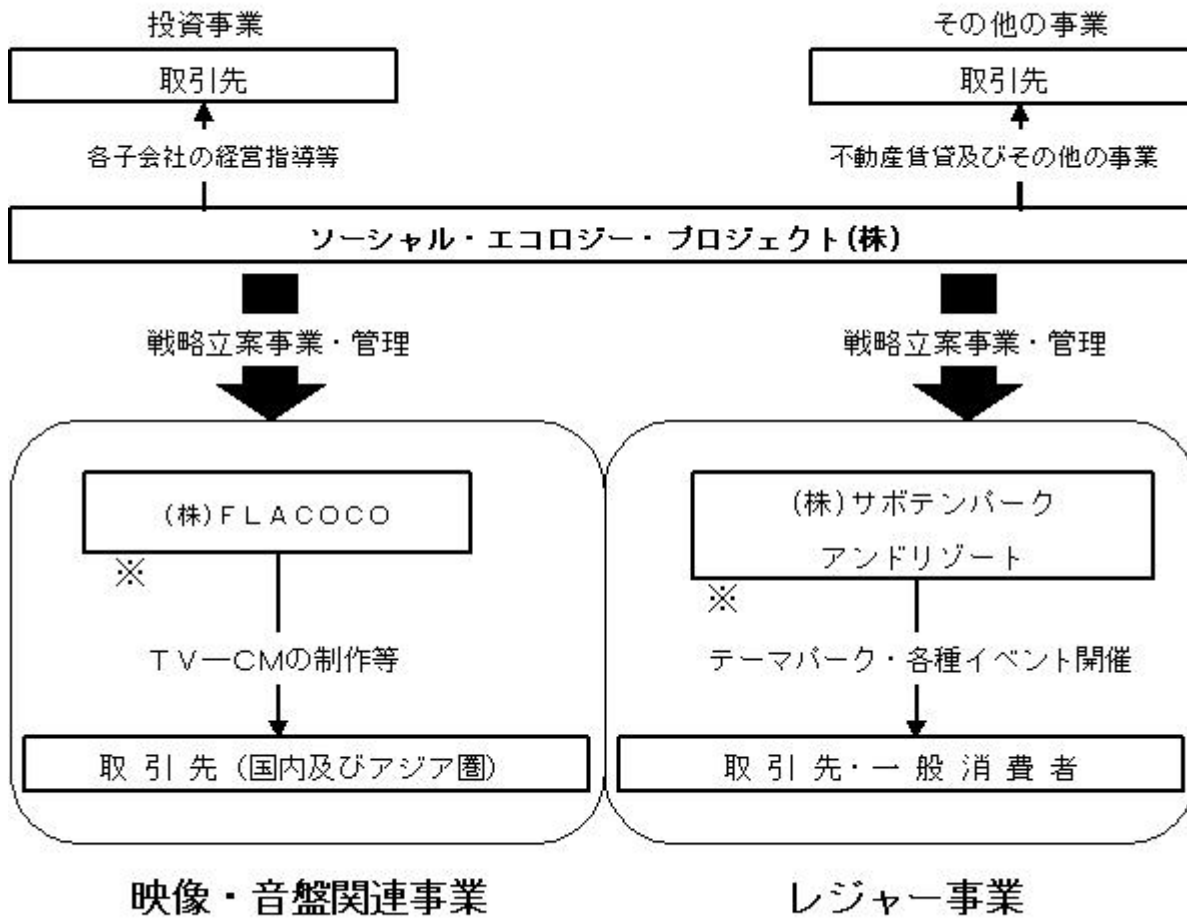 投資事業
その他の事業
取引先
取引先
各子会社の経営指導等
不動産賃貸及びその他の事業
ソーシャル・エコロジー・プロジェクト(株)
戦略立案事業・管理
戦略立案事業・管理
(株)ＦＬＡＣＯＣＯ
※
(株)サボテンパーク
アンドリゾート
※
ＴＶ―ＣＭの制作等
テーマパーク・各種イベント開催
取 引 先 (国内及びアジア圏)
取 引 先・一 般 消 費 者
映像・音盤関連事業
レジャー事業